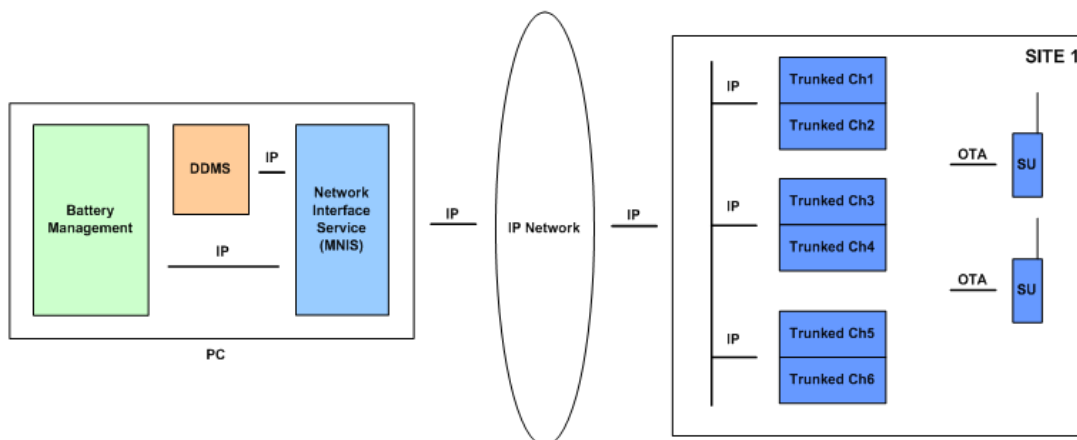 SITE 1
Trunked Ch1
IP
Trunked Ch2
DDMS
IP
OTA
SU
Battery
Management
Network
Interface
Service
(MNIS)
IP
IP
IP Network
IP
IP
Trunked Ch3
Trunked Ch4
OTA
SU
PC
IP
Trunked Ch5
Trunked Ch6